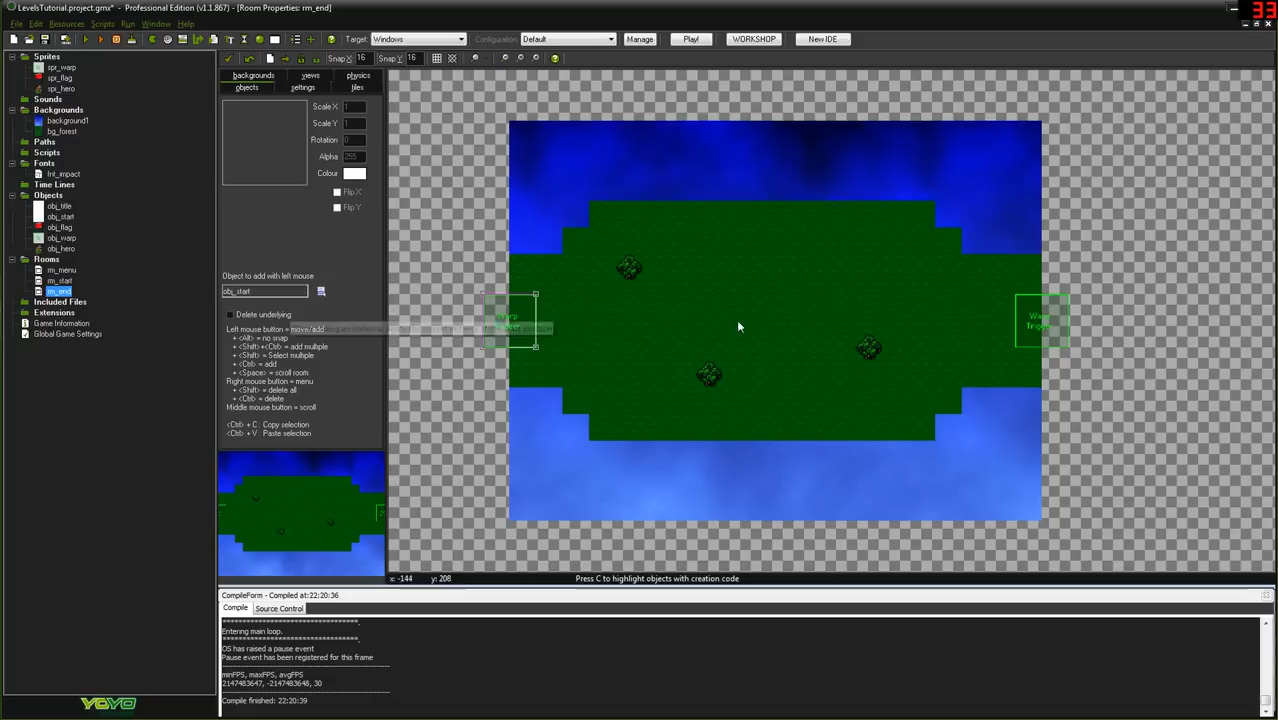 LevelsTutorial.project.gmx* - Professional Edition (v1.1.867) - [Room Properties: rm_end]
33
File Edit Resources Scripts Run Window Help
Target: Windows Configuration: Default Manage Play! WORKSHOP New IDE
Sprites
spr_warp
spr_flag
spr_hero
Sounds
Backgrounds
background1
bg_forest
Paths
Scripts
Fonts
fnt_impact
Time Lines
Objects
obj_title
obj_start
obj_flag
obj_warp
obj_hero
Rooms
rm_menu
rm_start
rm_end
Included Files
Extensions
Game Information
Global Game Settings
YOYO
Snap X 16 Snap Y 16
backgrounds views physics
objects settings tiles
Scale X 1
Scale Y 1
Rotation 0
Alpha 255
Colour
Flip X
Flip Y
Object to add with left mouse
obj_start
Delete underlying
Left mouse button = move/add
+ <Alt> = no snap
+ <Shift>+<Ctrl> = add multiple
+ <Shift> = Select multiple
+ <Ctrl> = add
+ <Space> = scroll room
Right mouse button = menu
+ <Shift> = delete all
+ <Ctrl> = delete
Middle mouse button = scroll
<Ctrl> + C Copy selection
<Ctrl> + V Paste selection
Warp
Trigger
x: -144 y: 208 Press C to highlight objects with creation code
CompileForm - Compiled at:22:20:36
Compile Source Control
**************************************.
Entering main loop.
**************************************.
OS has raised a pause event
Pause event has been registered for this frame
minFPS, maxFPS, avgFPS
2147483647, -2147483648, 30
Compile finished: 22:20:39